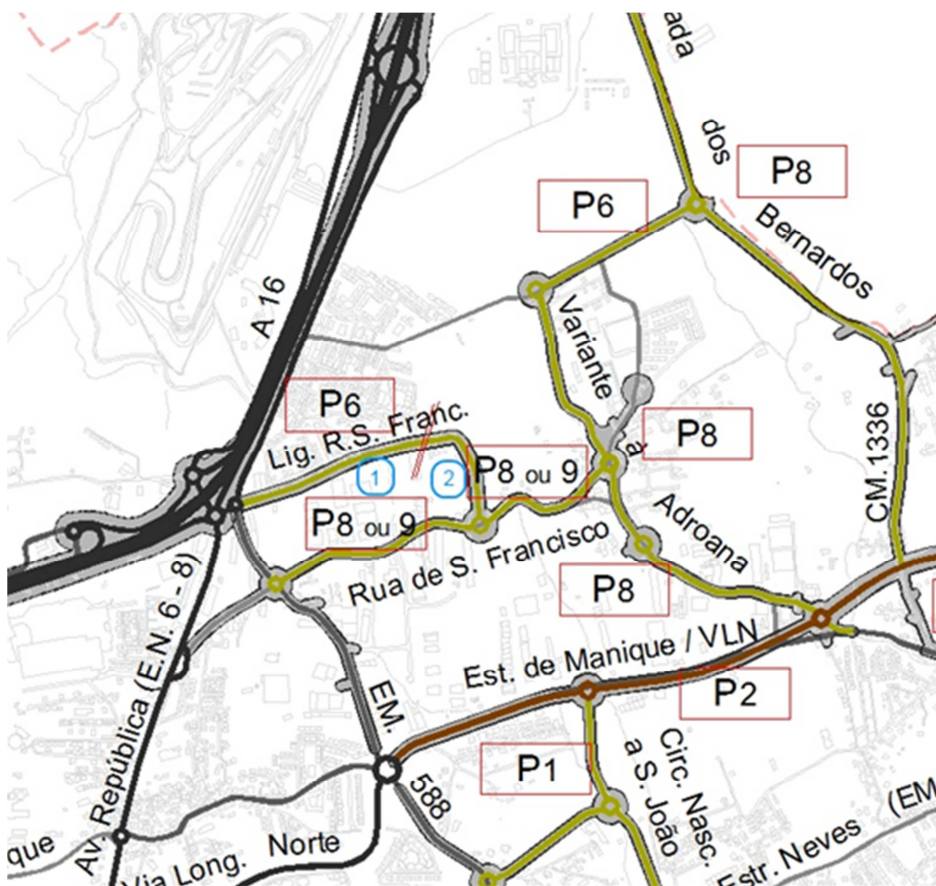 ada
dos
P8
P6
Bernardos
A 16
Variante
P6
Lig. R.S. Franc.
P8
a
CM.1336
P8 ou 9
1
2
P8 ou 9
Adroana
Rua de S. Francisco
P8
Av. República (E.N. 6 - 8)
Est. de Manique / VLN
P2
EM.
588
P1
Circ. Nasc.
a S. João
que
Via Long. Norte
Estr. Neves (EM